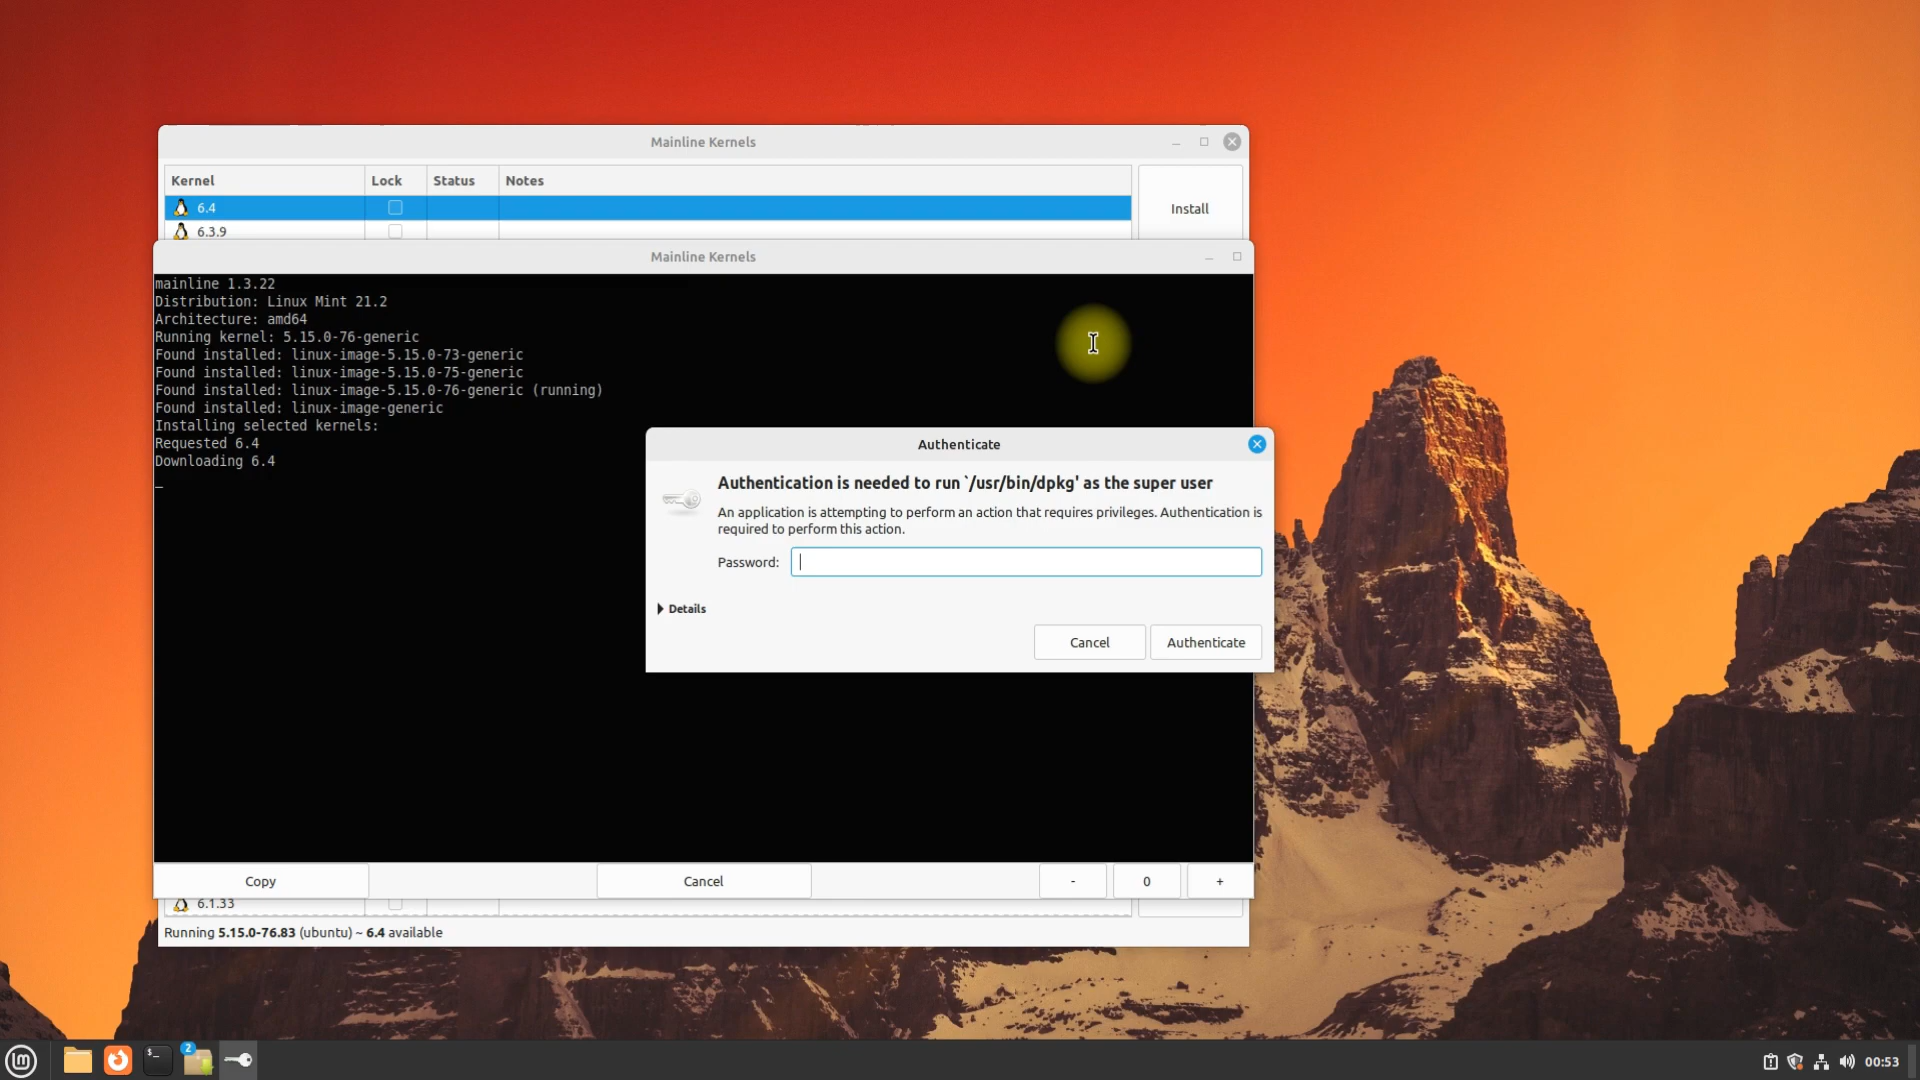 Mainline Kernels
Kernel Lock Status Notes
6.4
Install
6.3.9
Mainline Kernels
mainline 1.3.22
Distribution: Linux Mint 21.2
Architecture: amd64
Running kernel: 5.15.0-76-generic
Found installed: linux-image-5.15.0-73-generic
Found installed: linux-image-5.15.0-75-generic
Found installed: linux-image-5.15.0-76-generic (running)
Found installed: linux-image-generic
Installing selected kernels:
Requested 6.4
Downloading 6.4
_
Authenticate
Authentication is needed to run `/usr/bin/dpkg' as the super user
An application is attempting to perform an action that requires privileges. Authentication is
required to perform this action.
Password:
Details
Cancel Authenticate
Copy Cancel - 0 +
6.1.33
Running 5.15.0-76.83 (ubuntu) ~ 6.4 available
2
00:53